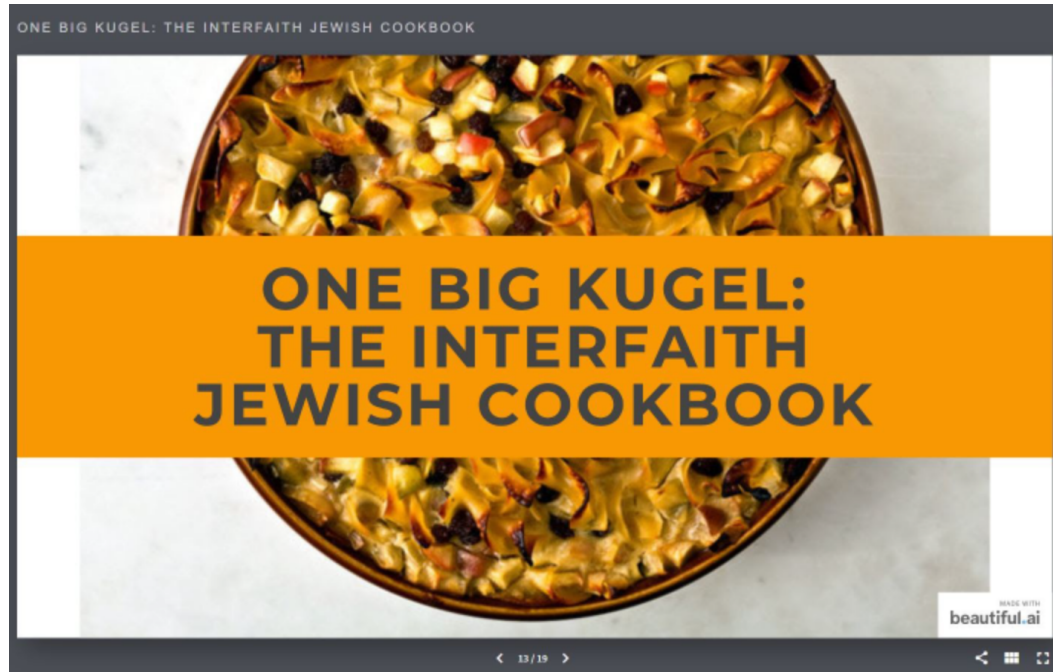 ONE BIG KUGEL: THE INTERFAITH JEWISH COOKBOOK
ONE BIG KUGEL:
THE INTERFAITH
JEWISH COOKBOOK
MADE WITH
beautiful.ai
13 / 19